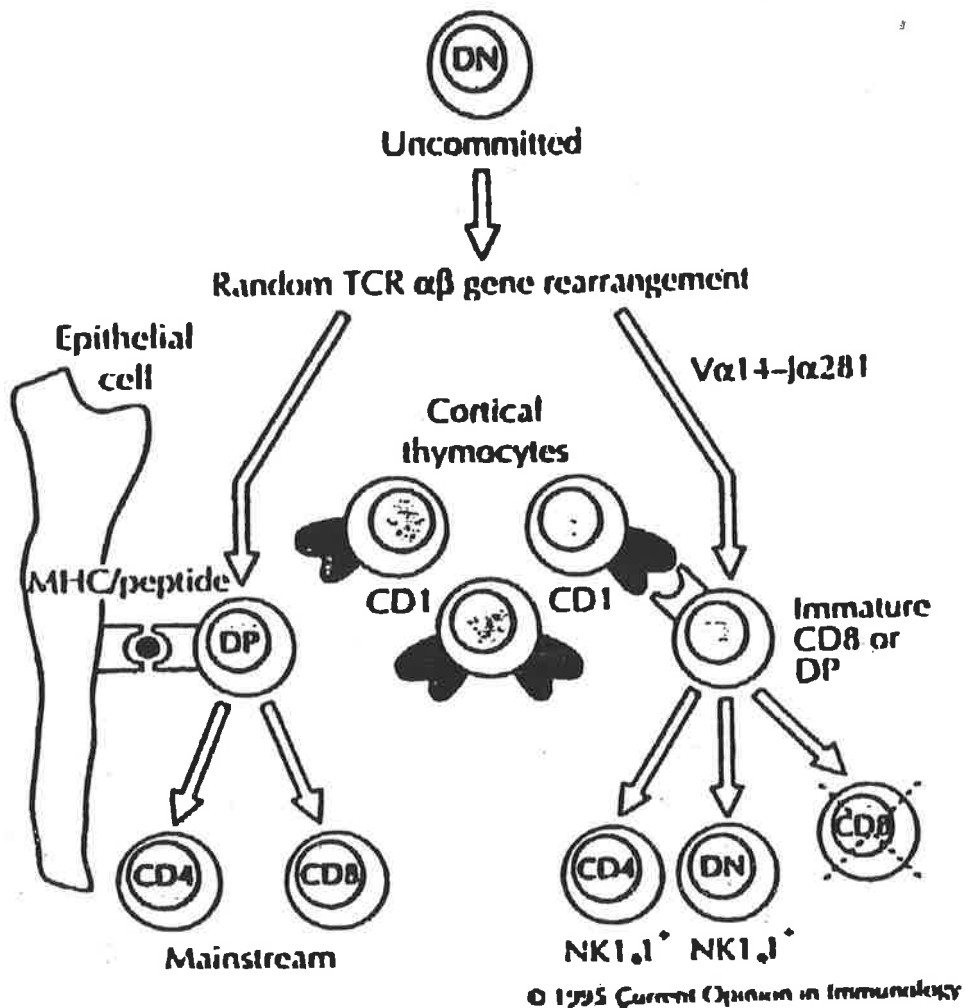 DN
Uncommitted
Random TCR αβ gene rearrangement
Epithelial
cell
Vα14–Jα281
Cortical
thymocytes
MHC/peptide
CD1
CD1
DP
Immature
CD8 or
DP
CD4
CD8
CD4
DN
CD8
Mainstream
NK1.1+
NK1.1+
© 1995 Current Opinion in Immunology